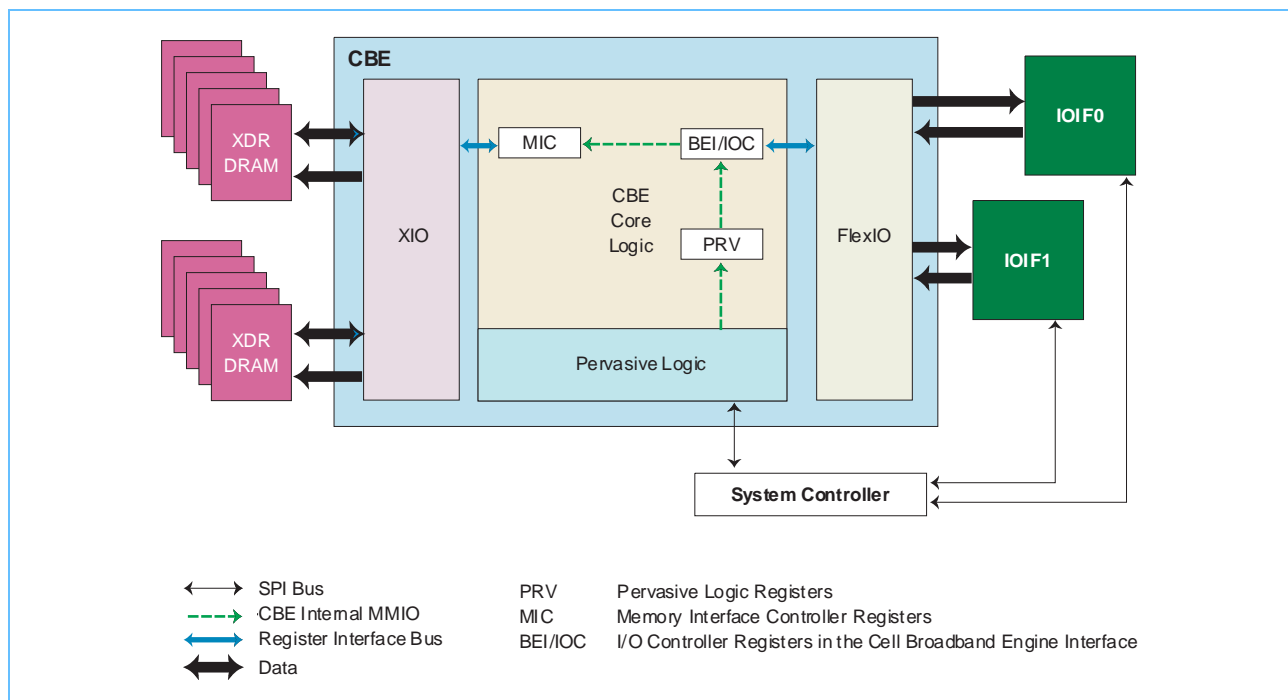 CBE
XDR
DRAM
XDR
DRAM
XIO
MIC
BEI/IOC
CBE
Core
Logic
PRV
Pervasive Logic
FlexIO
IOIF0
IOIF1
System Controller
SPI Bus
CBE Internal MMIO
Register Interface Bus
Data
PRV Pervasive Logic Registers
MIC Memory Interface Controller Registers
BEI/IOC I/O Controller Registers in the Cell Broadband Engine Interface